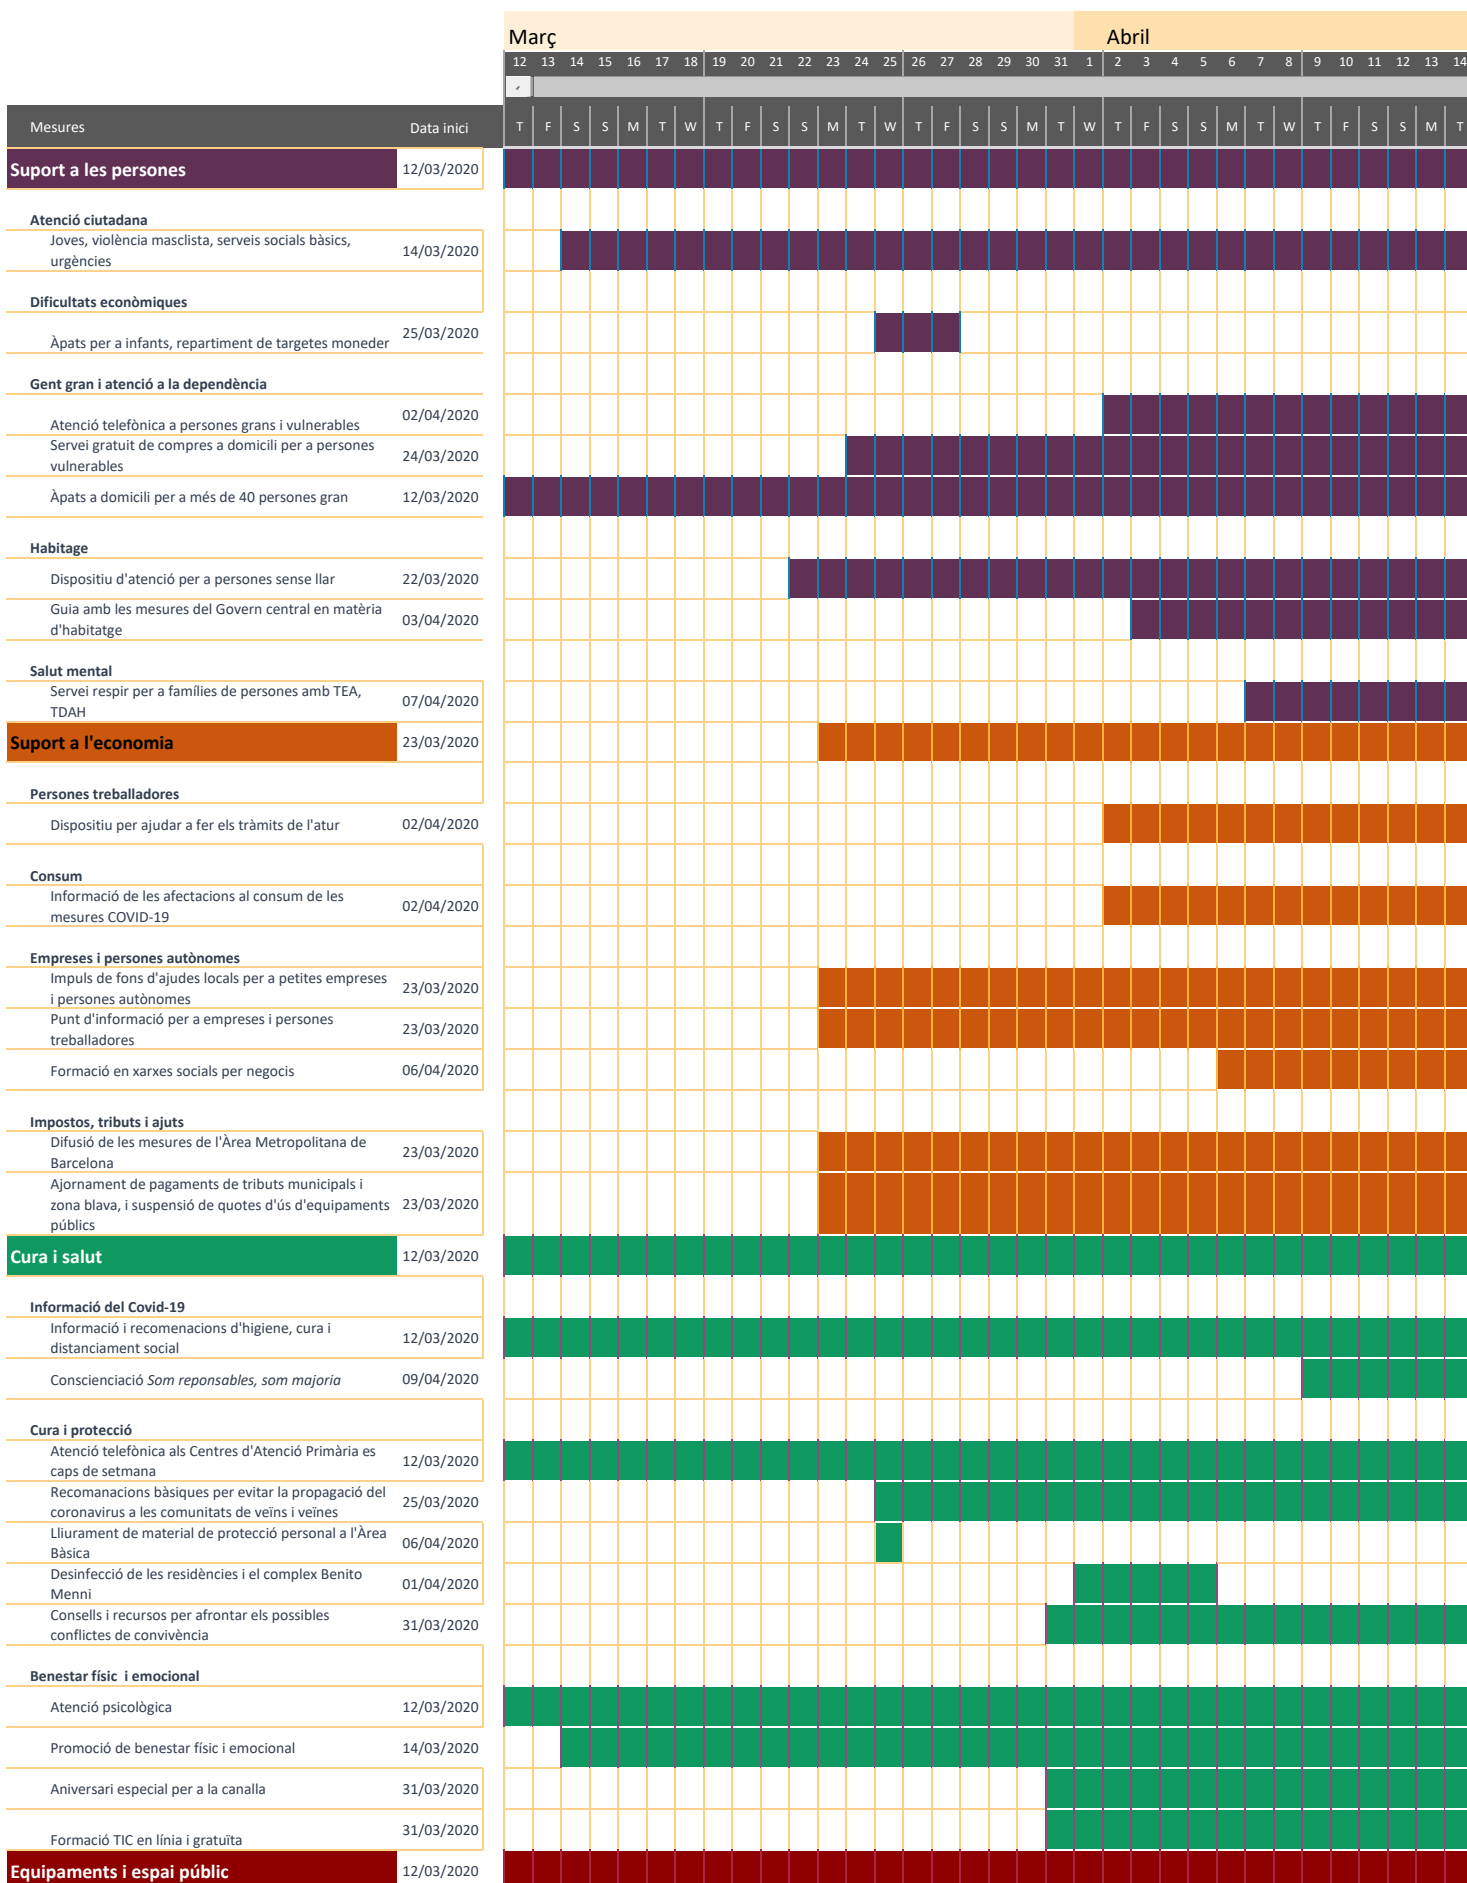 Març Abril
12 13 14 15 16 17 18 19 20 21 22 23 24 25 26 27 28 29 30 31 1 2 3 4 5 6 7 8 9 10 11 12 13 14
Mesures Data inici T F S S M T W T F S S M T W T F S S M T W T F S S M T W T F S S M T
Suport a les persones 12/03/2020
Atenció ciutadana
Joves, violència masclista, serveis socials bàsics,
urgències 14/03/2020
Dificultats econòmiques
Àpats per a infants, repartiment de targetes moneder 25/03/2020
Gent gran i atenció a la dependència
Atenció telefònica a persones grans i vulnerables 02/04/2020
Servei gratuit de compres a domicili per a persones
vulnerables 24/03/2020
Àpats a domicili per a més de 40 persones gran 12/03/2020
Habitage
Dispositiu d'atenció per a persones sense llar 22/03/2020
Guia amb les mesures del Govern central en matèria
d'habitatge 03/04/2020
Salut mental
Servei respir per a famílies de persones amb TEA,
TDAH 07/04/2020
Suport a l'economia 23/03/2020
Persones treballadores
Dispositiu per ajudar a fer els tràmits de l'atur 02/04/2020
Consum
Informació de les afectacions al consum de les
mesures COVID-19 02/04/2020
Empreses i persones autònomes
Impuls de fons d'ajudes locals per a petites empreses
i persones autònomes 23/03/2020
Punt d'informació per a empreses i persones
treballadores 23/03/2020
Formació en xarxes socials per negocis 06/04/2020
Impostos, tributs i ajuts
Difusió de les mesures de l'Àrea Metropolitana de
Barcelona 23/03/2020
Ajornament de pagaments de tributs municipals i
zona blava, i suspensió de quotes d'ús d'equipaments 23/03/2020
públics
Cura i salut 12/03/2020
Informació del Covid-19
Informació i recomenacions d'higiene, cura i
distanciament social 12/03/2020
Conscienciació Som reponsables, som majoria 09/04/2020
Cura i protecció
Atenció telefònica als Centres d'Atenció Primària es
caps de setmana 12/03/2020
Recomanacions bàsiques per evitar la propagació del
coronavirus a les comunitats de veïns i veïnes 25/03/2020
Lliurament de material de protecció personal a l'Àrea
Bàsica 06/04/2020
Desinfecció de les residències i el complex Benito
Menni 01/04/2020
Consells i recursos per afrontar els possibles
conflictes de convivència 31/03/2020
Benestar físic  i emocional
Atenció psicològica 12/03/2020
Promoció de benestar físic i emocional 14/03/2020
Aniversari especial per a la canalla 31/03/2020
Formació TIC en línia i gratuïta 31/03/2020
Equipaments i espai públic 12/03/2020